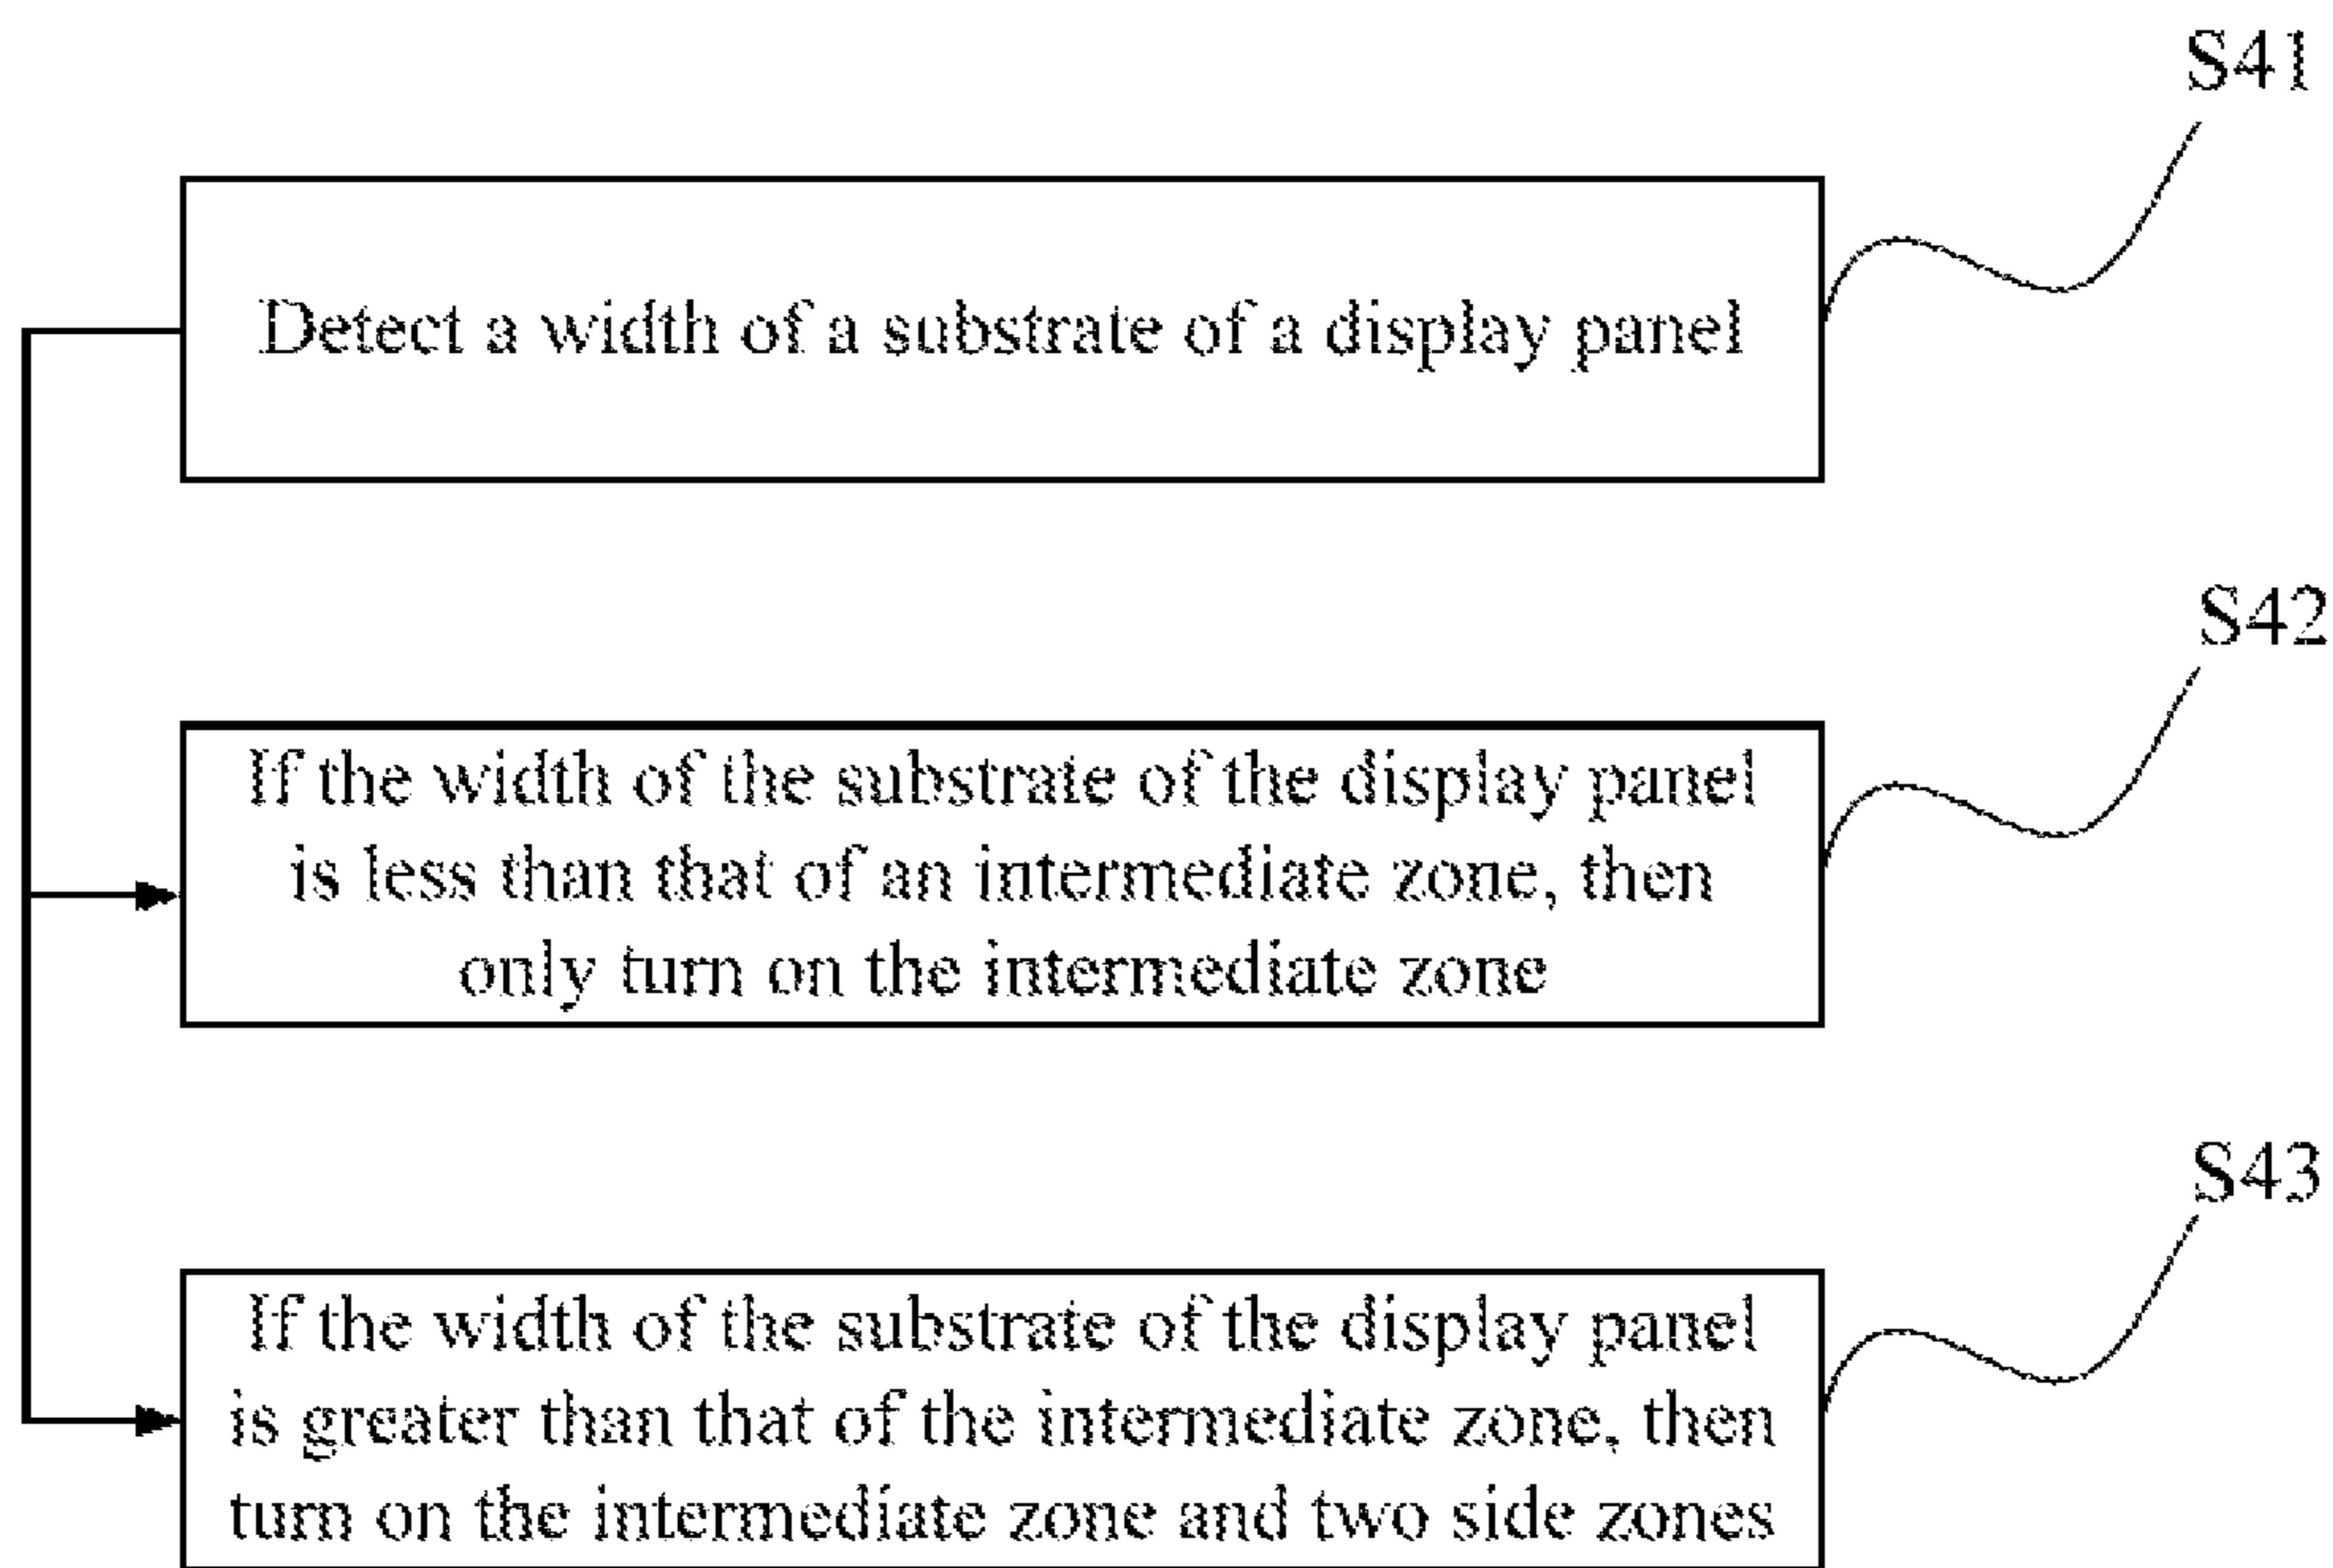 S41
Detect a width of a substrate of a display panel
S42
If the width of the substrate of the display panel
is less than that of an intermediate zone, then
only turn on the intermediate zone
S43
If the width of the substrate of the display panel
is greater than that of the intermediate zone, then
turn on the intermediate zone and two side zones